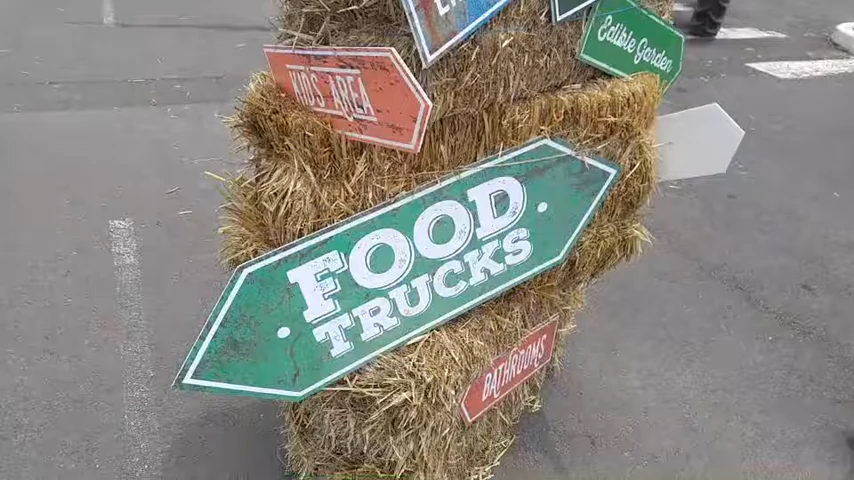 Edible Garden
KIDS AREA
FOOD
TRUCKS
BATHROOMS